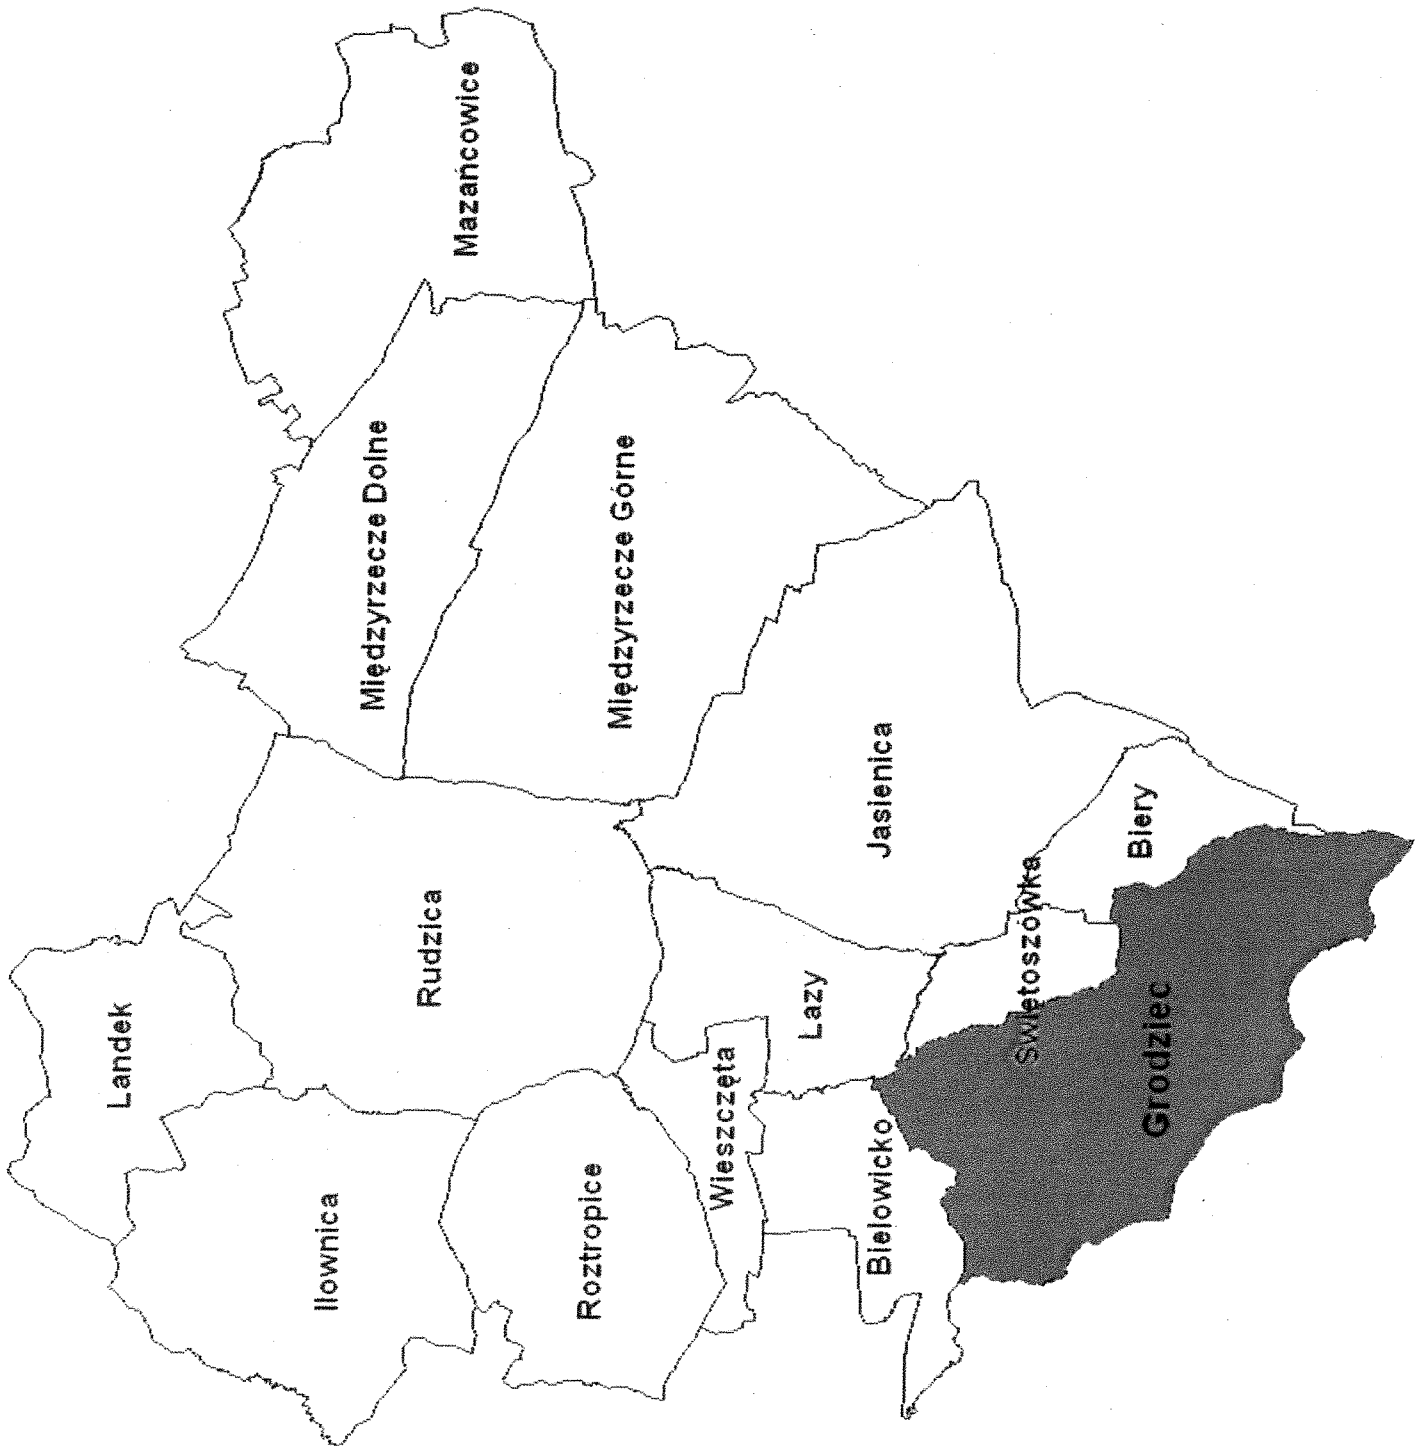 Landek
Iłownica
Rudzica
Międzyrzecze Dolne
Mazańcowice
Roztropice
Międzyrzecze Górne
Wieszczęta
Łazy
Bielowicko
Jasienica
Świętoszówka
Biery
Grodziec